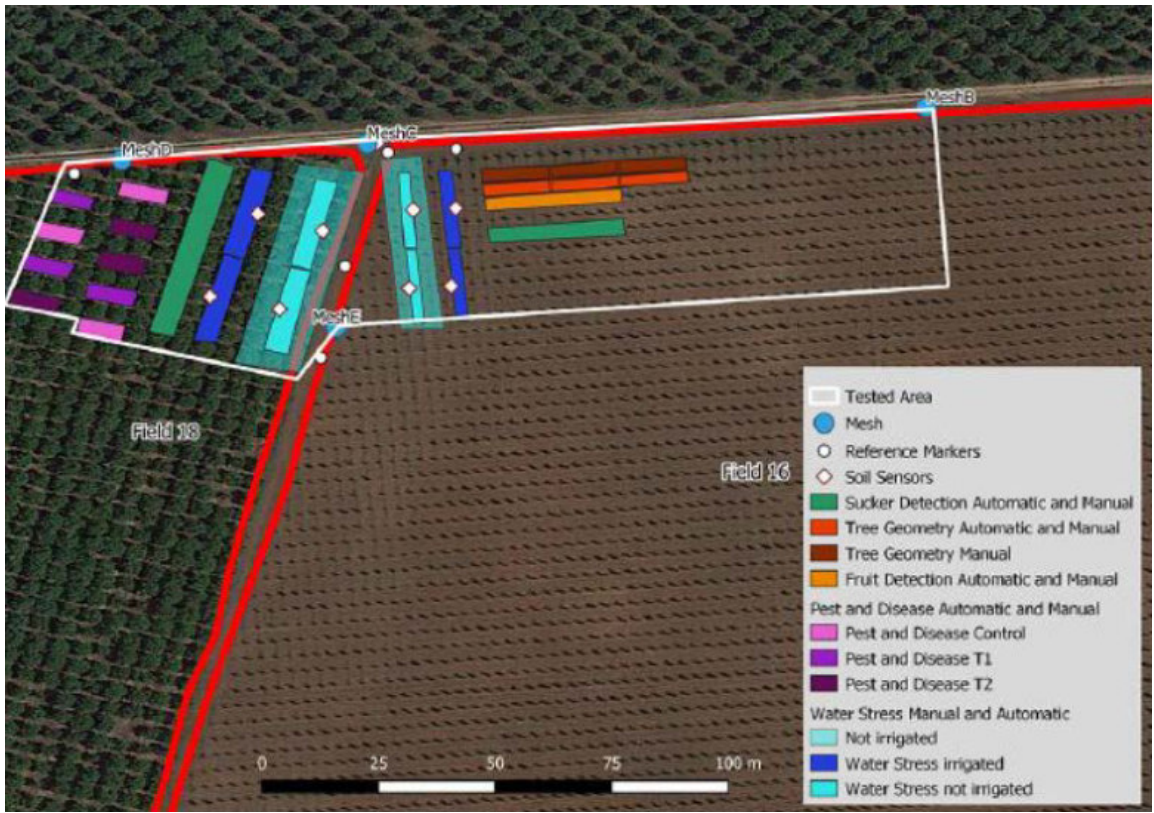 MeshB
MeshC
MeshD
MeshE
Field 18
Field 16
Tested Area
Mesh
Reference Markers
Soil Sensors
Sucker Detection Automatic and Manual
Tree Geometry Automatic and Manual
Tree Geometry Manual
Fruit Detection Automatic and Manual
Pest and Disease Automatic and Manual
Pest and Disease Control
Pest and Disease T1
Pest and Disease T2
Water Stress Manual and Automatic
Not irrigated
Water Stress irrigated
Water Stress not irrigated
0 25 50 75 100 m